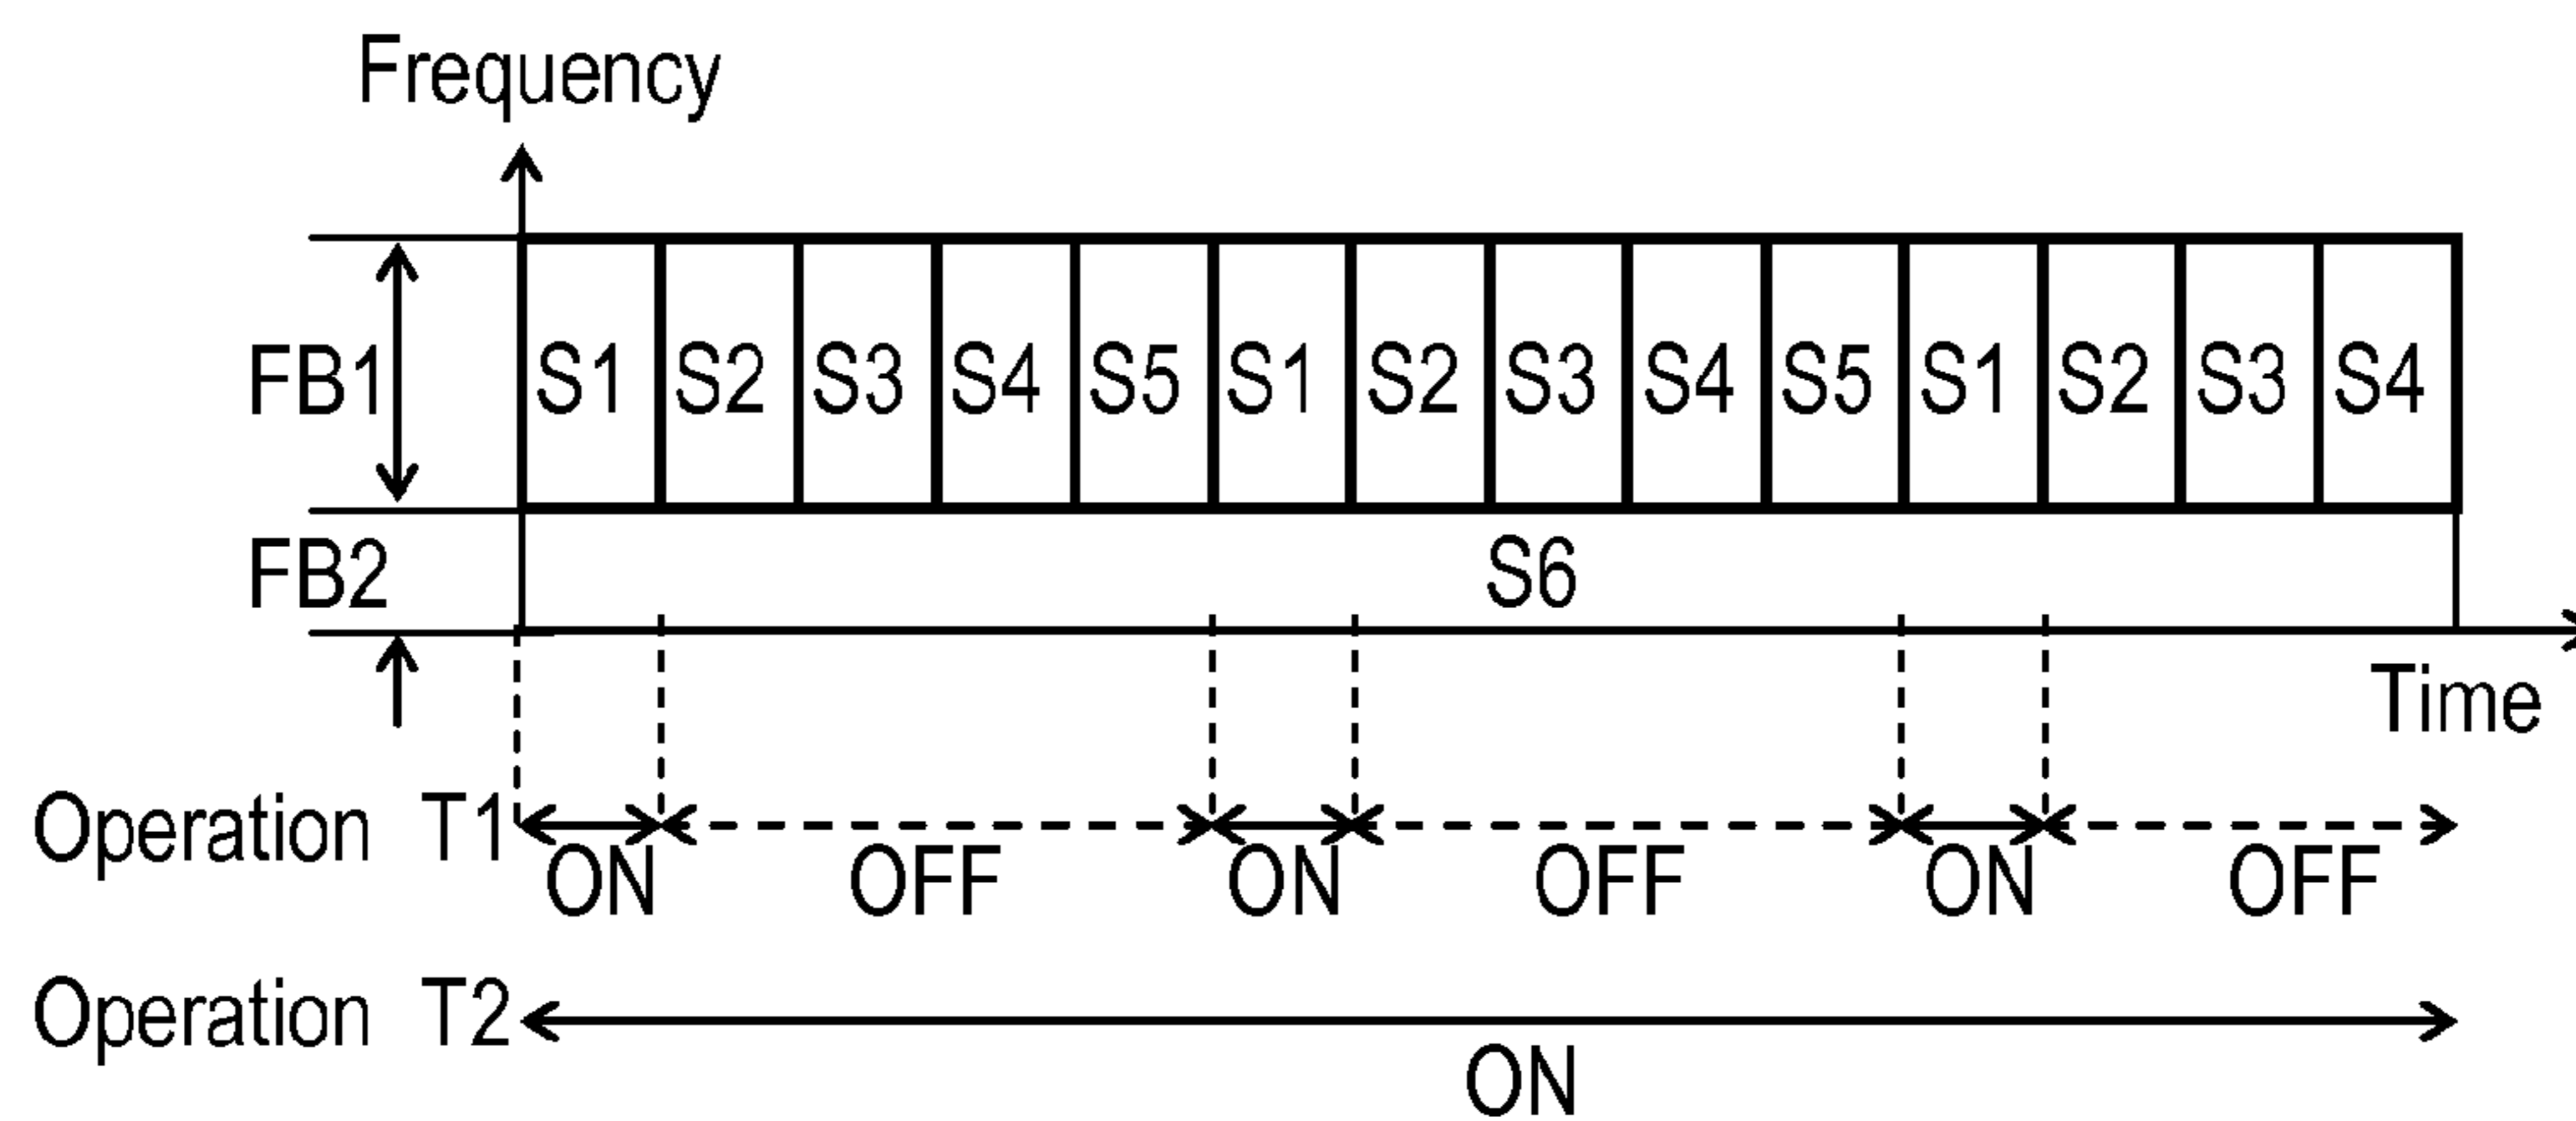 Frequency
FB1 S1 S2 S3 S4 S5 S1 S2 S3 S4 S5 S1 S2 S3 S4
FB2 S6
Time
Operation T1
ON OFF ON OFF ON OFF
Operation T2
ON